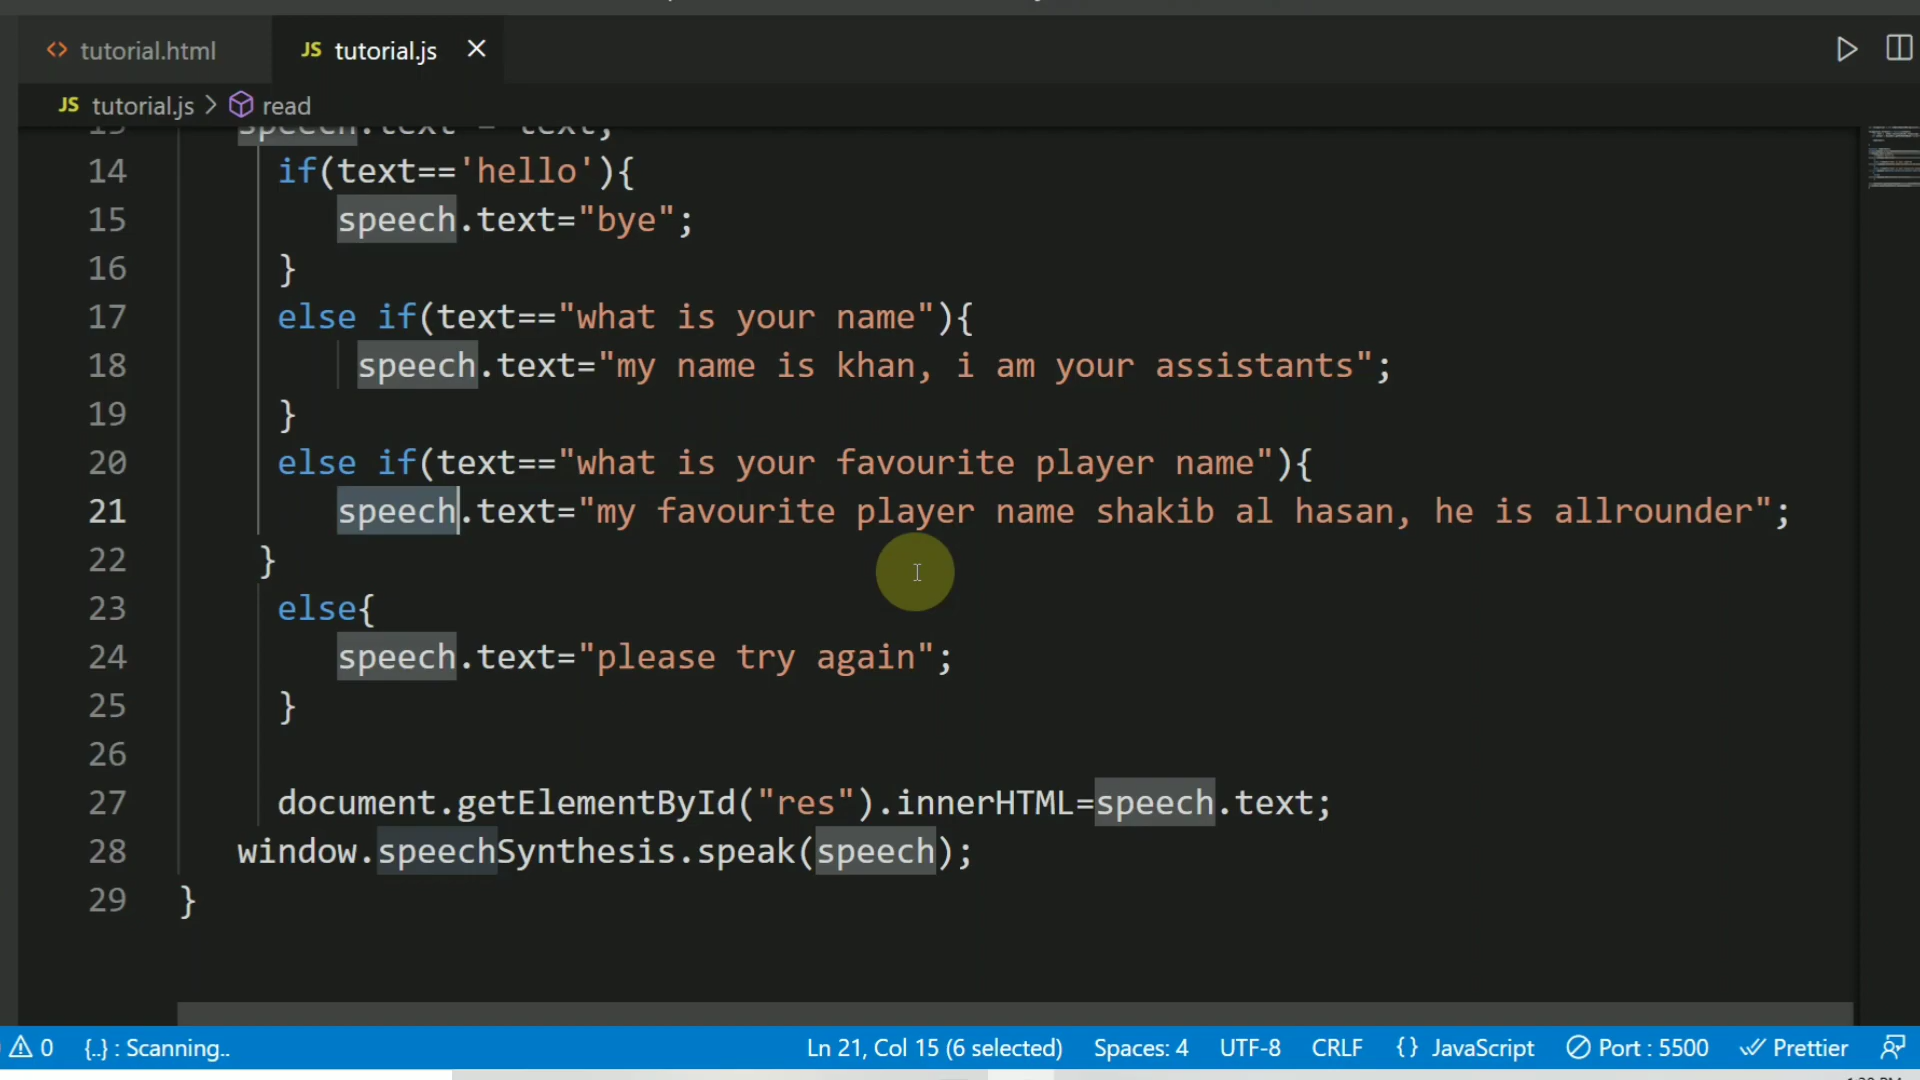 <> tutorial.html JS tutorial.js ×
JS tutorial.js > read
13 speech.text = text;
14 if(text=='hello'){
15 speech.text="bye";
16 }
17 else if(text=="what is your name"){
18 speech.text="my name is khan, i am your assistants";
19 }
20 else if(text=="what is your favourite player name"){
21 speech.text="my favourite player name shakib al hasan, he is allrounder";
22 }
23 else{
24 speech.text="please try again";
25 }
26
27 document.getElementById("res").innerHTML=speech.text;
28 window.speechSynthesis.speak(speech);
29 }
0 {..} : Scanning.. Ln 21, Col 15 (6 selected) Spaces: 4 UTF-8 CRLF {} JavaScript Port : 5500 Prettier